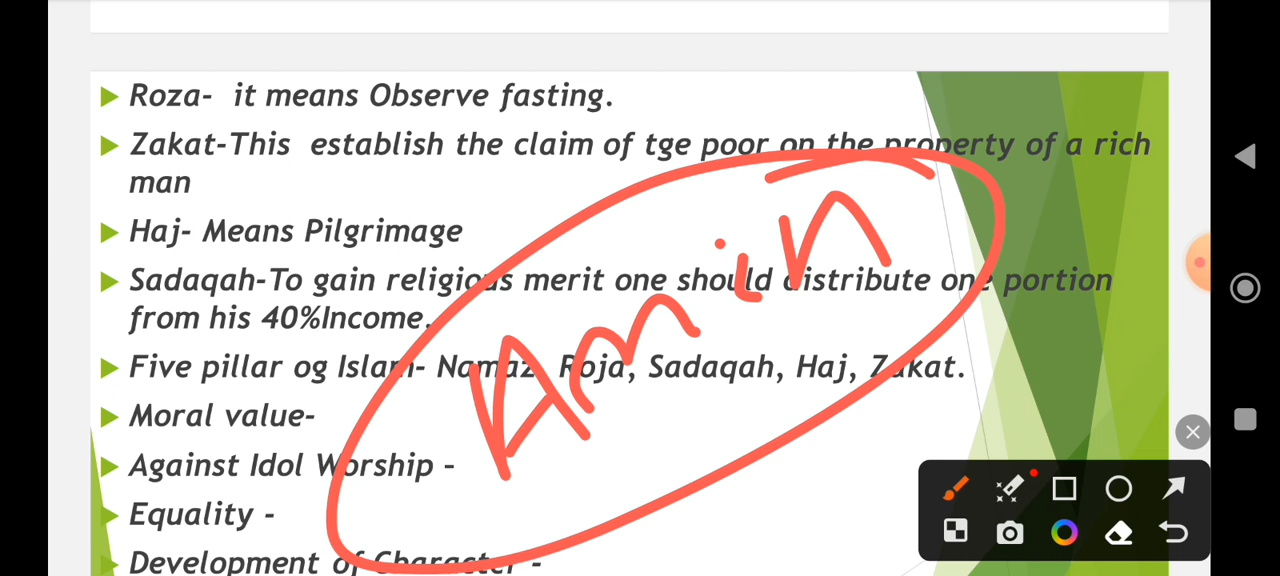 Roza-  it means Observe fasting.
Zakat-This  establish the claim of tge poor on the property of a rich
man
Haj- Means Pilgrimage
Sadaqah-To gain religious merit one should distribute one portion
from his 40%Income.
Five pillar og Islam- Namaz, Roja, Sadaqah, Haj, Zakat.
Moral value-
Against Idol Worship -
Equality -
Development of Character -
Amin